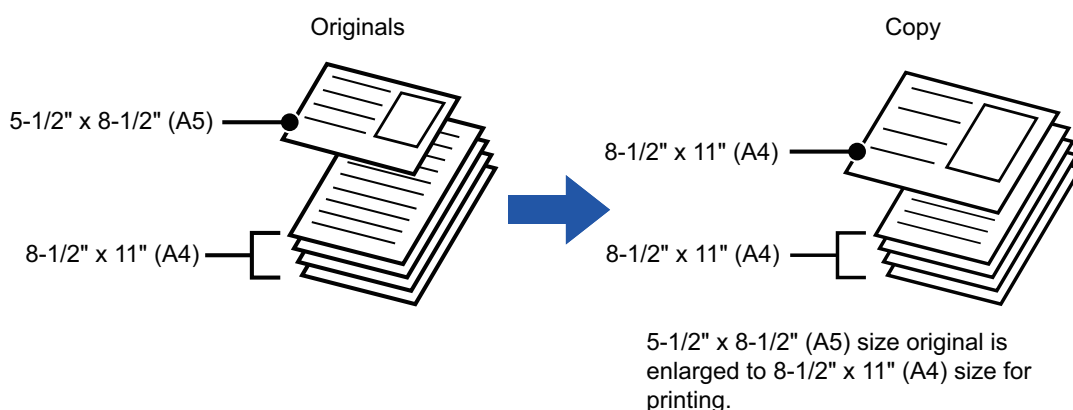 Originals
Copy
5-1/2" x 8-1/2" (A5)
8-1/2" x 11" (A4)
8-1/2" x 11" (A4)
8-1/2" x 11" (A4)
5-1/2" x 8-1/2" (A5) size original is
enlarged to 8-1/2" x 11" (A4) size for
printing.